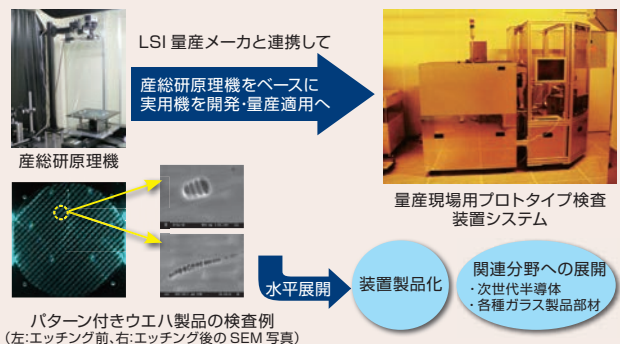 LSI 量産メーカと連携して
産総研原理機をベースに
実用機を開発・量産適用へ
産総研原理機
量産現場用プロトタイプ検査
装置システム
水平展開
装置製品化
関連分野への展開
・次世代半導体
・各種ガラス製品部材
パターン付きウエハ製品の検査例
（左：エッチング前、右：エッチング後の SEM 写真）